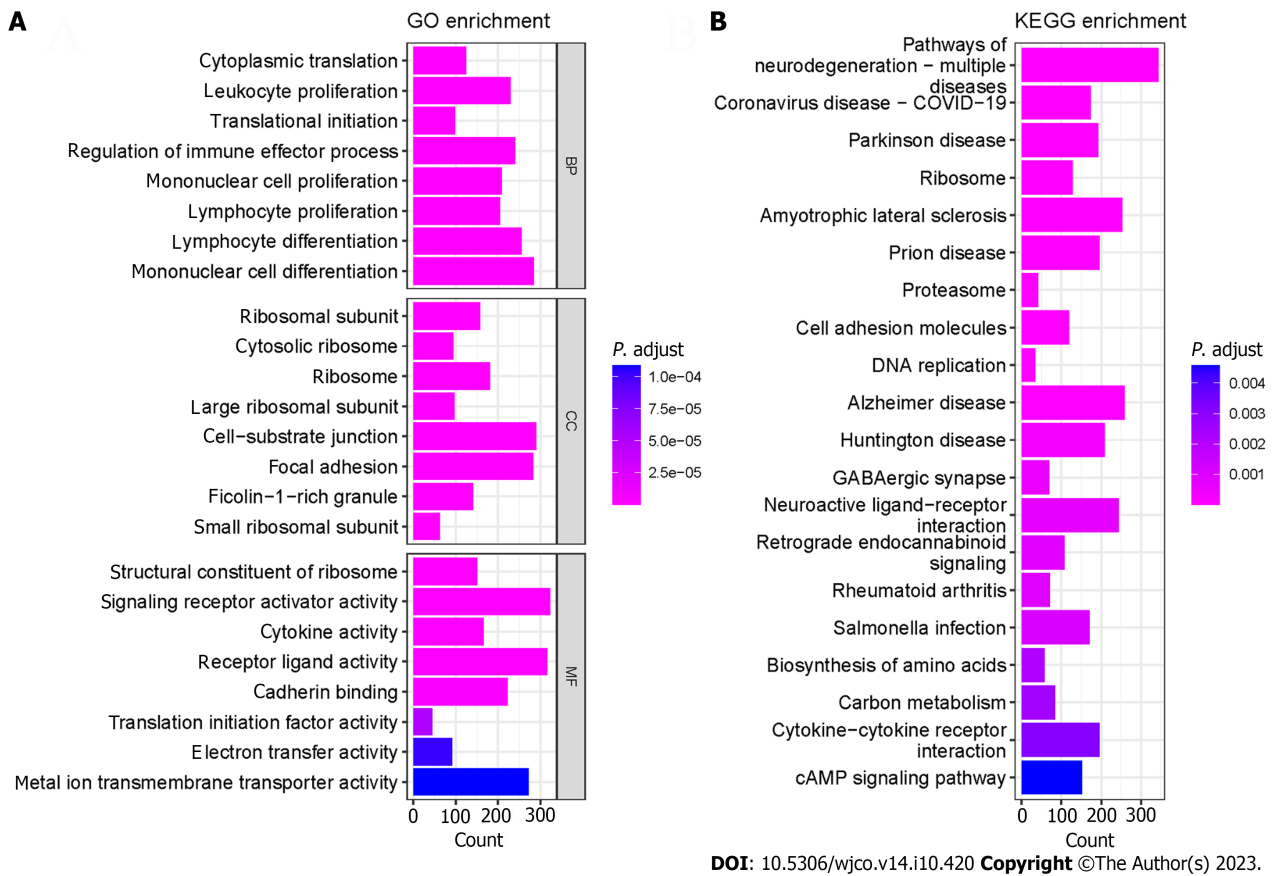 A
GO enrichment
Cytoplasmic translation
Leukocyte proliferation
Translational initiation
Regulation of immune effector process
Mononuclear cell proliferation
Lymphocyte proliferation
Lymphocyte differentiation
Mononuclear cell differentiation
BP
Ribosomal subunit
Cytosolic ribosome
Ribosome
Large ribosomal subunit
Cell−substrate junction
Focal adhesion
Ficolin−1−rich granule
Small ribosomal subunit
CC
Structural constituent of ribosome
Signaling receptor activator activity
Cytokine activity
Receptor ligand activity
Cadherin binding
Translation initiation factor activity
Electron transfer activity
Metal ion transmembrane transporter activity
MF
0 100 200 300
Count
P. adjust
1.0e−04
7.5e−05
5.0e−05
2.5e−05
B
KEGG enrichment
Pathways of
neurodegeneration − multiple
diseases
Coronavirus disease − COVID−19
Parkinson disease
Ribosome
Amyotrophic lateral sclerosis
Prion disease
Proteasome
Cell adhesion molecules
DNA replication
Alzheimer disease
Huntington disease
GABAergic synapse
Neuroactive ligand−receptor
interaction
Retrograde endocannabinoid
signaling
Rheumatoid arthritis
Salmonella infection
Biosynthesis of amino acids
Carbon metabolism
Cytokine−cytokine receptor
interaction
cAMP signaling pathway
0 100 200 300
Count
P. adjust
0.004
0.003
0.002
0.001
DOI: 10.5306/wjco.v14.i10.420 Copyright ©The Author(s) 2023.